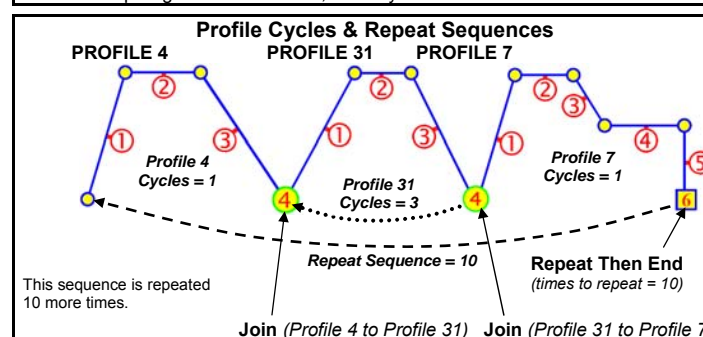 Profile Cycles & Repeat Sequences
PROFILE 4 PROFILE 31 PROFILE 7
② ② ②
③
① ③ ① ③ ① ④ ⑤
Profile 4
Cycles = 1
Profile 31
Cycles = 3
Profile 7
Cycles = 1
4 4 6
Repeat Sequence = 10
Repeat Then End
(times to repeat = 10)
This sequence is repeated
10 more times.
Join (Profile 4 to Profile 31) Join (Profile 31 to Profile 7